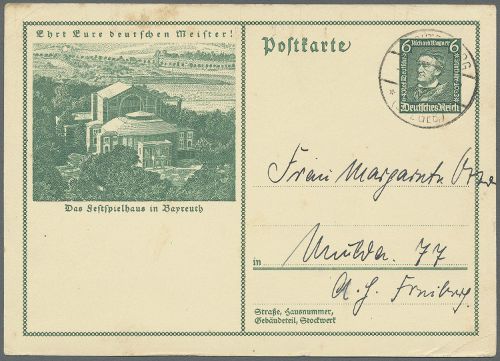 Ehrt Eure deutschen Meister!
Das Festspielhaus in Bayreuth
Postkarte
6 Richard Wagner 6
Deutsches Reich
Frau Margarete
in Mulda 77
Straße, Hausnummer,
Gebäudeteil, Stockwerk